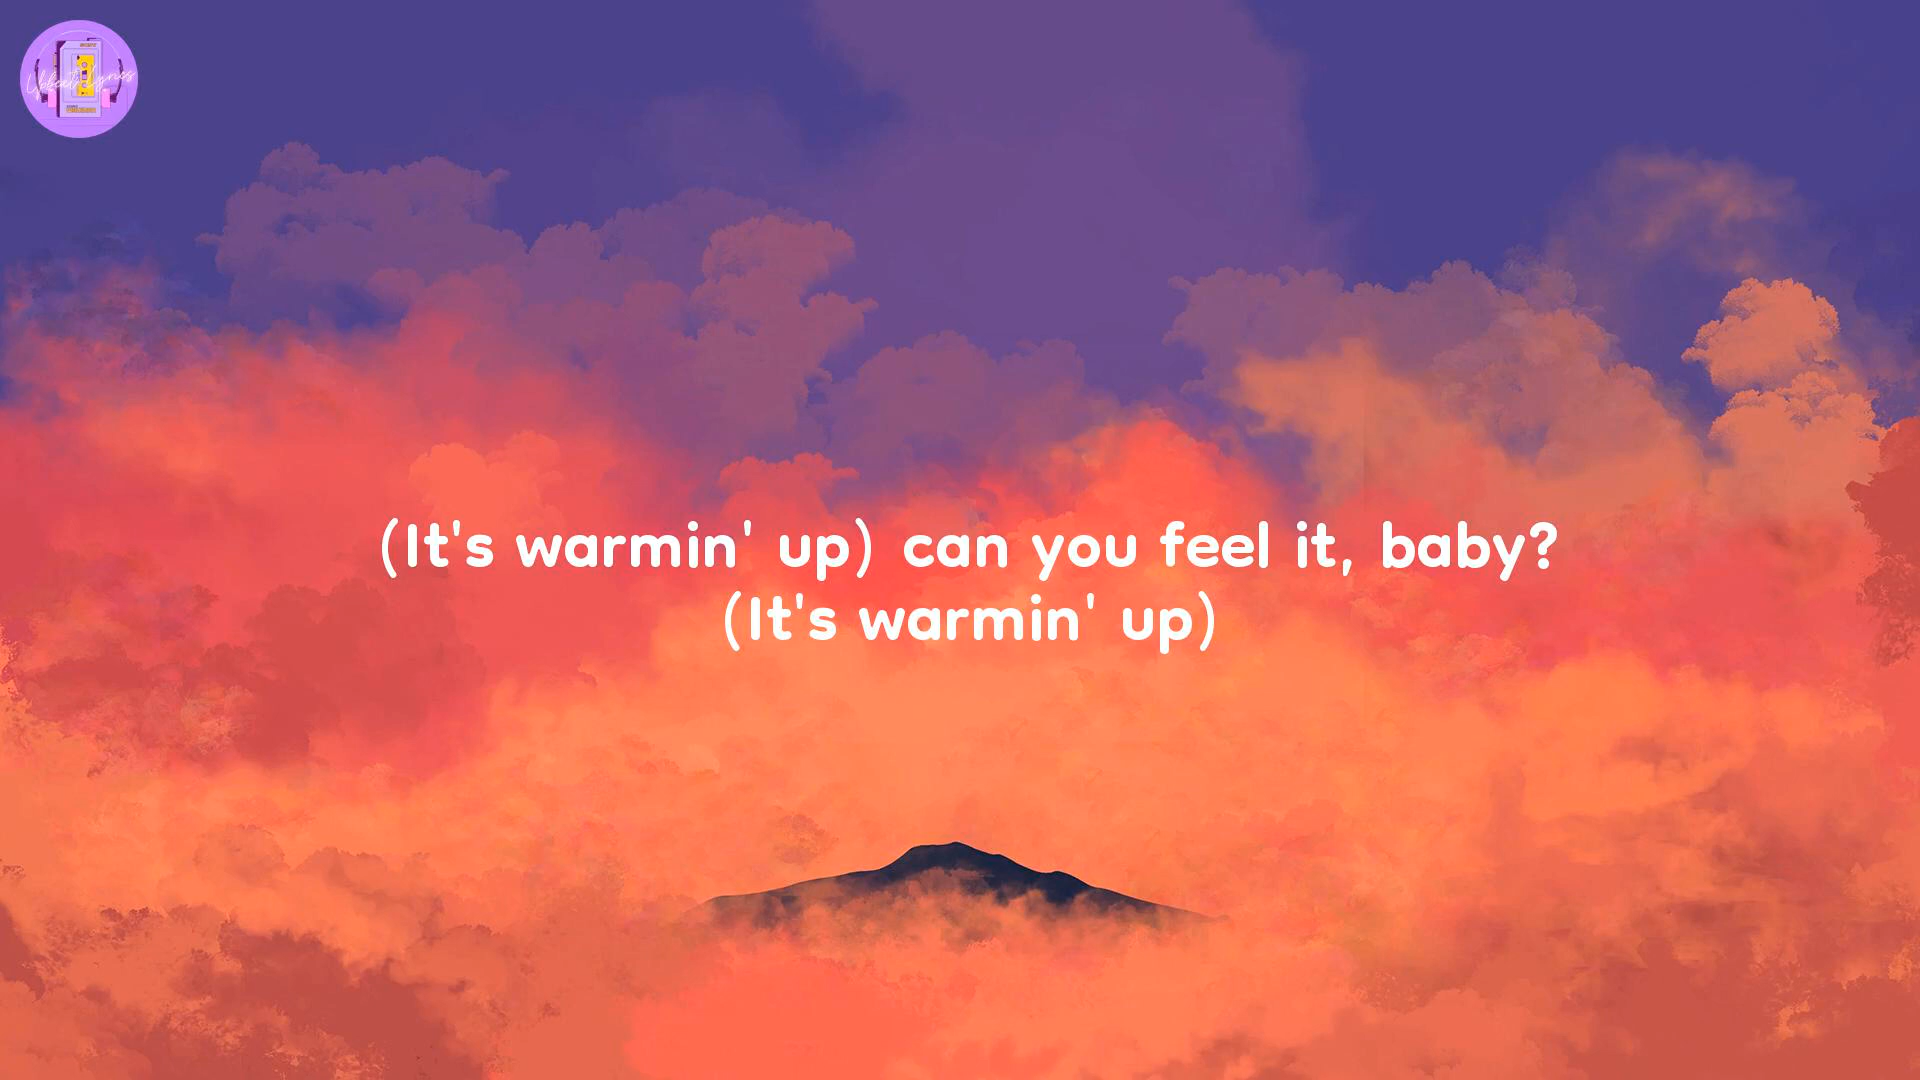 (It's warmin' up) can you feel it, baby?
(It's warmin' up)